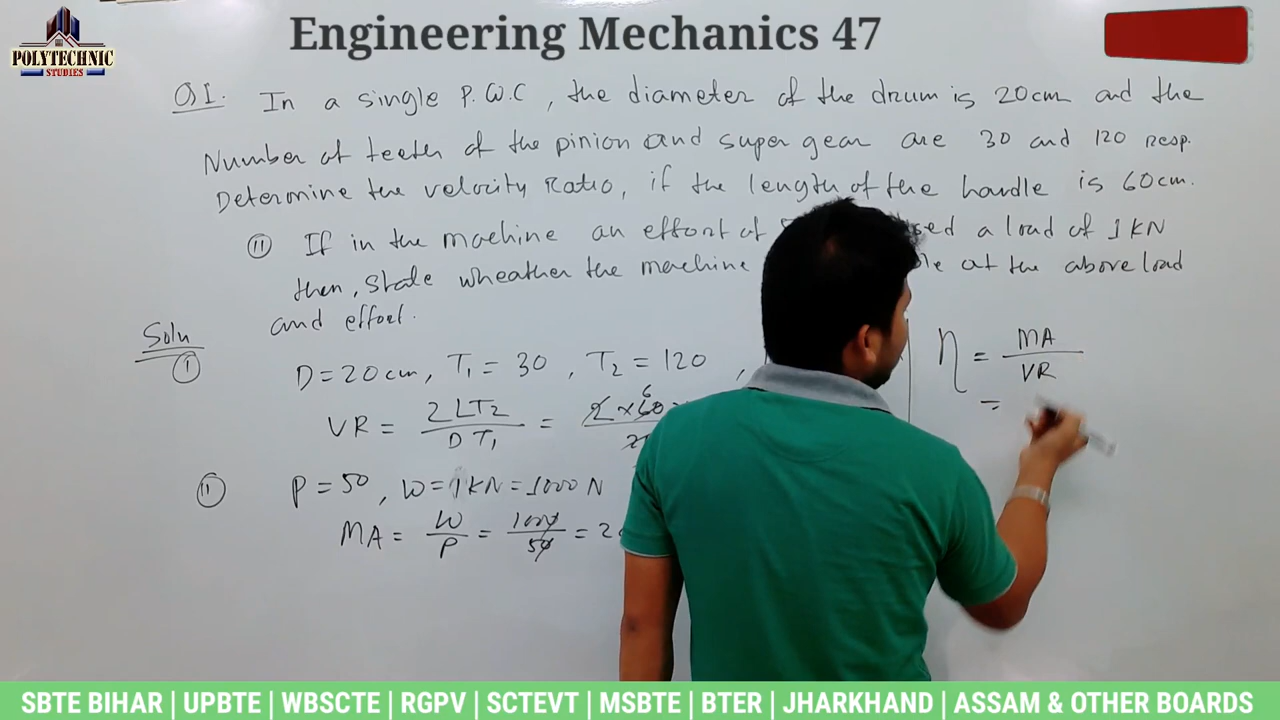 Engineering Mechanics 47
POLYTECHNIC
STUDIES
Q1. In a single P.W.C, the diameter of the drum is 20cm and the
Number of teeth of the pinion and super gear are 30 and 120 resp.
Determine the velocity Ratio, if the length of the handle is 60cm.
(II) If in the machine an effort of sed a load of 1KN
then, State wheather the machine le at the above load
and effort.
Soln
(I) D=20cm, T1 = 30, T2 = 120,
VR = 2LT2 / DT1 = 2 × 60
(II) P = 50, W = 1KN = 1000 N
MA = W / P = 1000 / 50 = 2
η = MA / VR
=
SBTE BIHAR | UPBTE | WBSCTE | RGPV | SCTEVT | MSBTE | BTER | JHARKHAND | ASSAM & OTHER BOARDS